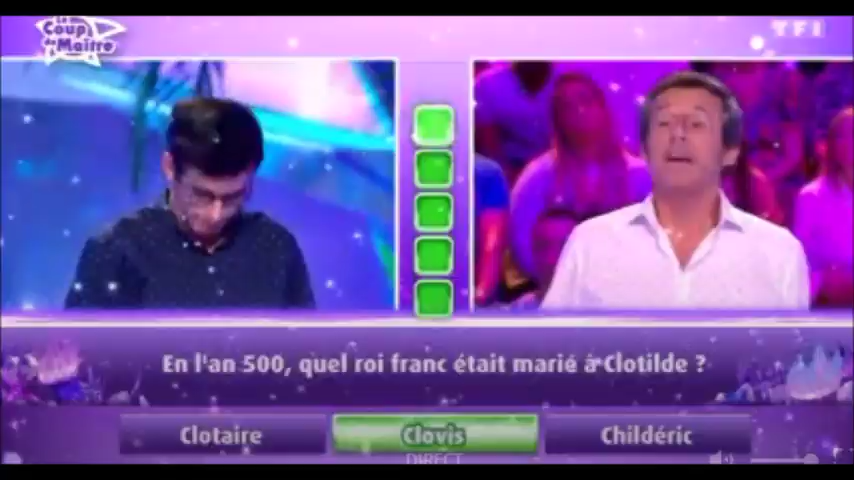 Le
Coup
de
Maître
TF1
En l'an 500, quel roi franc était marié à Clotilde ?
Clotaire
Clovis
Childéric
DIRECT